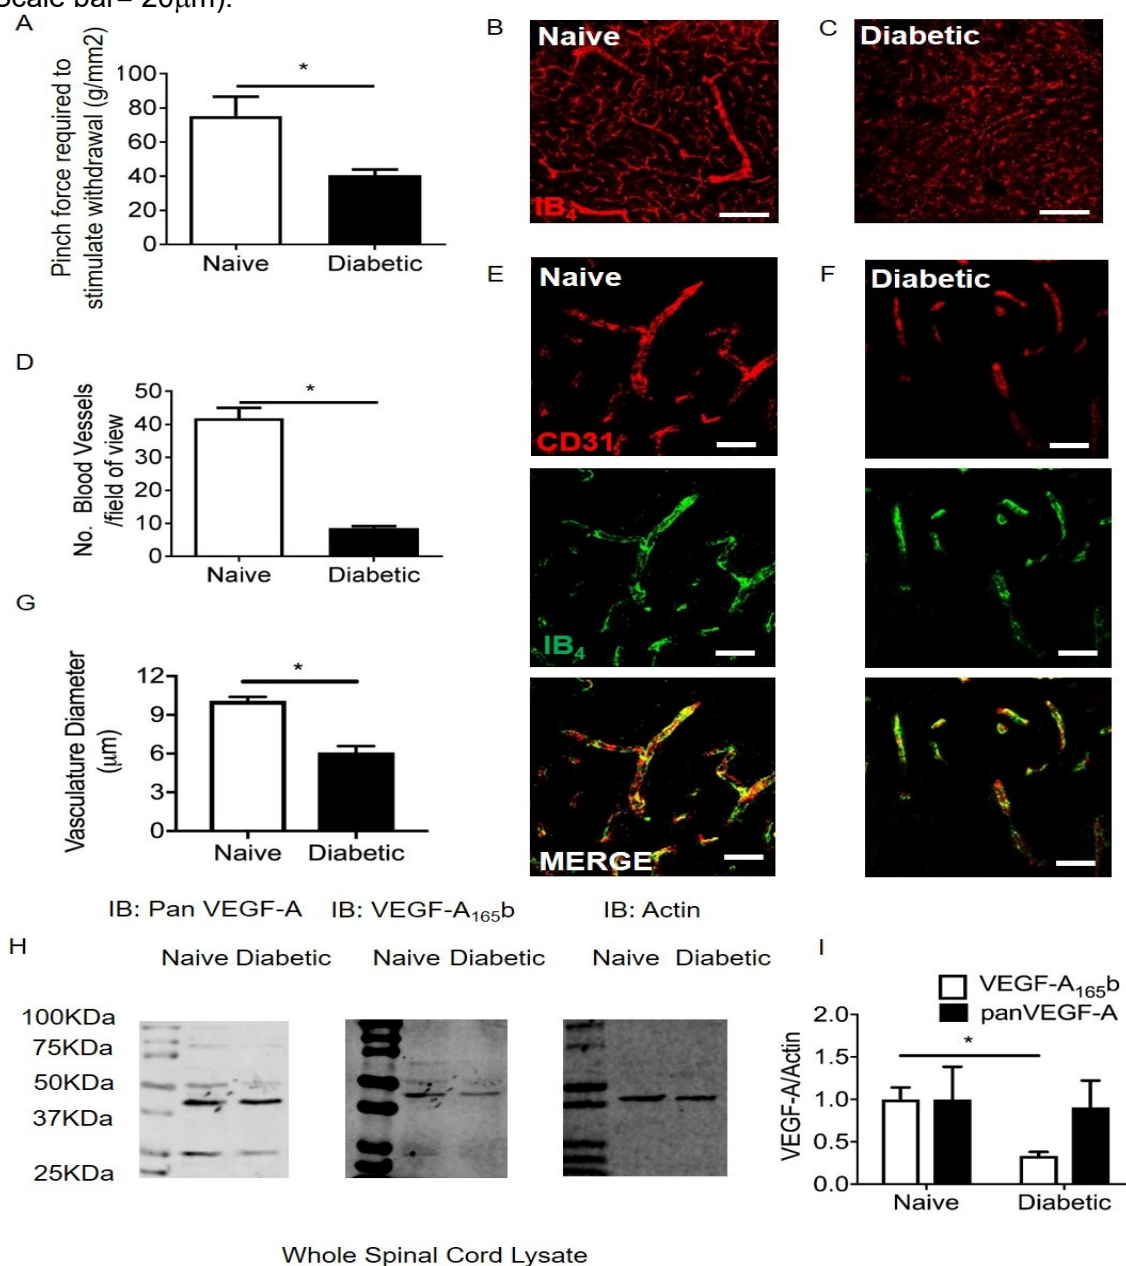 Scale bar= 20μm).
A
Pinch force required to
stimulate withdrawal (g/mm2)
100
80
60
40
20
0
*
Naive
Diabetic
B
Naive
IB₄
C
Diabetic
D
No. Blood Vessels
/field of view
50
40
30
20
10
0
*
Naive
Diabetic
E
Naive
CD31
IB₄
MERGE
F
Diabetic
G
Vasculature Diameter
(μm)
12
9
6
3
0
*
Naive
Diabetic
H
IB: Pan VEGF-A IB: VEGF-A₁₆₅b IB: Actin
Naive Diabetic Naive Diabetic Naive Diabetic
100KDa
75KDa
50KDa
37KDa
25KDa
Whole Spinal Cord Lysate
I
VEGF-A₁₆₅b
panVEGF-A
VEGF-A/Actin
2.0
1.5
1.0
0.5
0.0
*
Naive
Diabetic